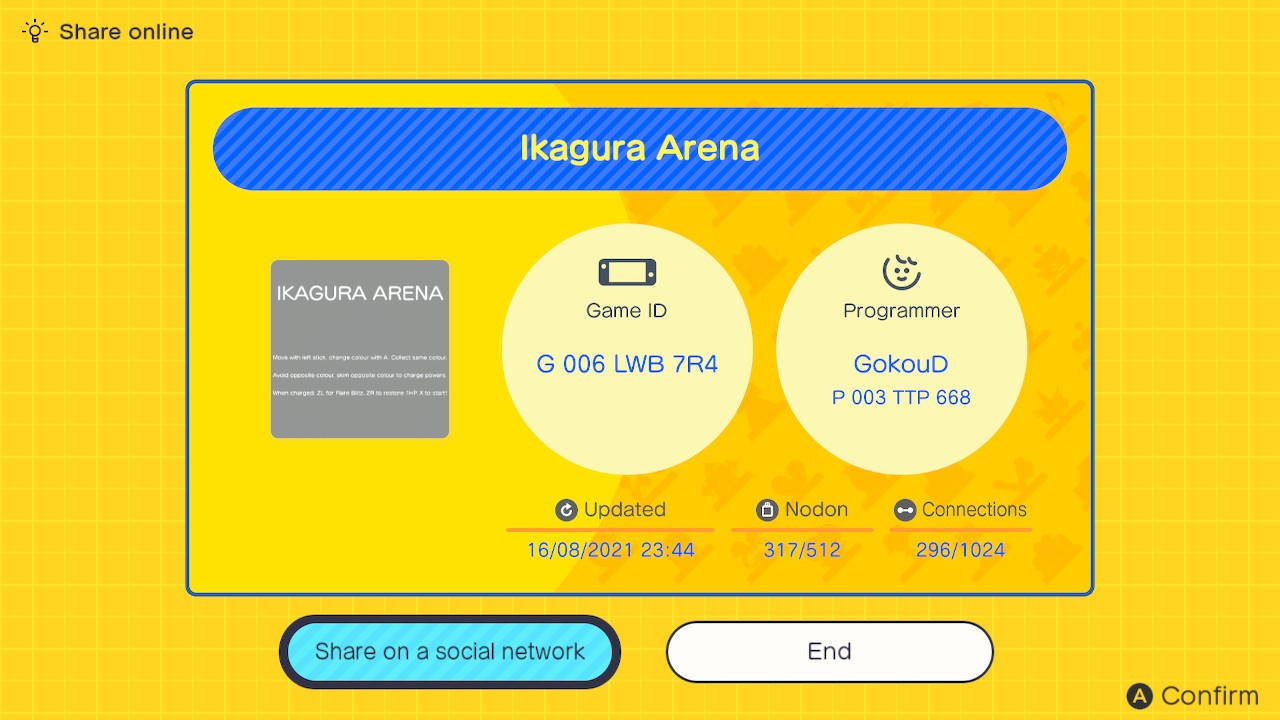 Share online
Ikagura Arena
IKAGURA ARENA
Move with left stick, change colour with A. Collect same colour.
Avoid opposite colour, skim opposite colour to charge powers.
When charged, ZL for Flare Blitz, ZR to restore 1HP. X to start!
Game ID
G 006 LWB 7R4
Programmer
GokouD
P 003 TTP 668
Updated
16/08/2021 23:44
Nodon
317/512
Connections
296/1024
Share on a social network
End
A Confirm